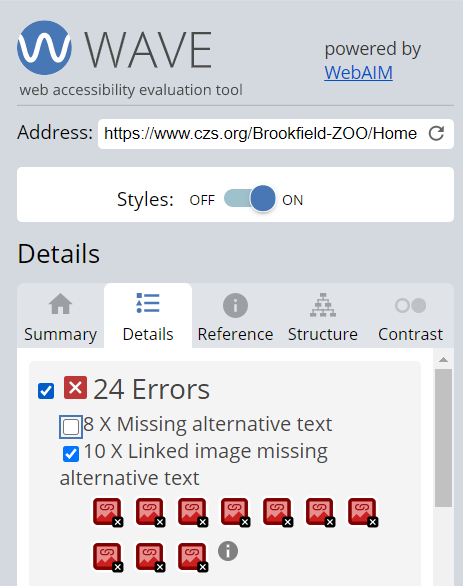 WAVE
powered by
WebAIM
web accessibility evaluation tool
Address: https://www.czs.org/Brookfield-ZOO/Home
Styles: OFF ON
Details
Summary Details Reference Structure Contrast
24 Errors
8 X Missing alternative text
10 X Linked image missing
alternative text